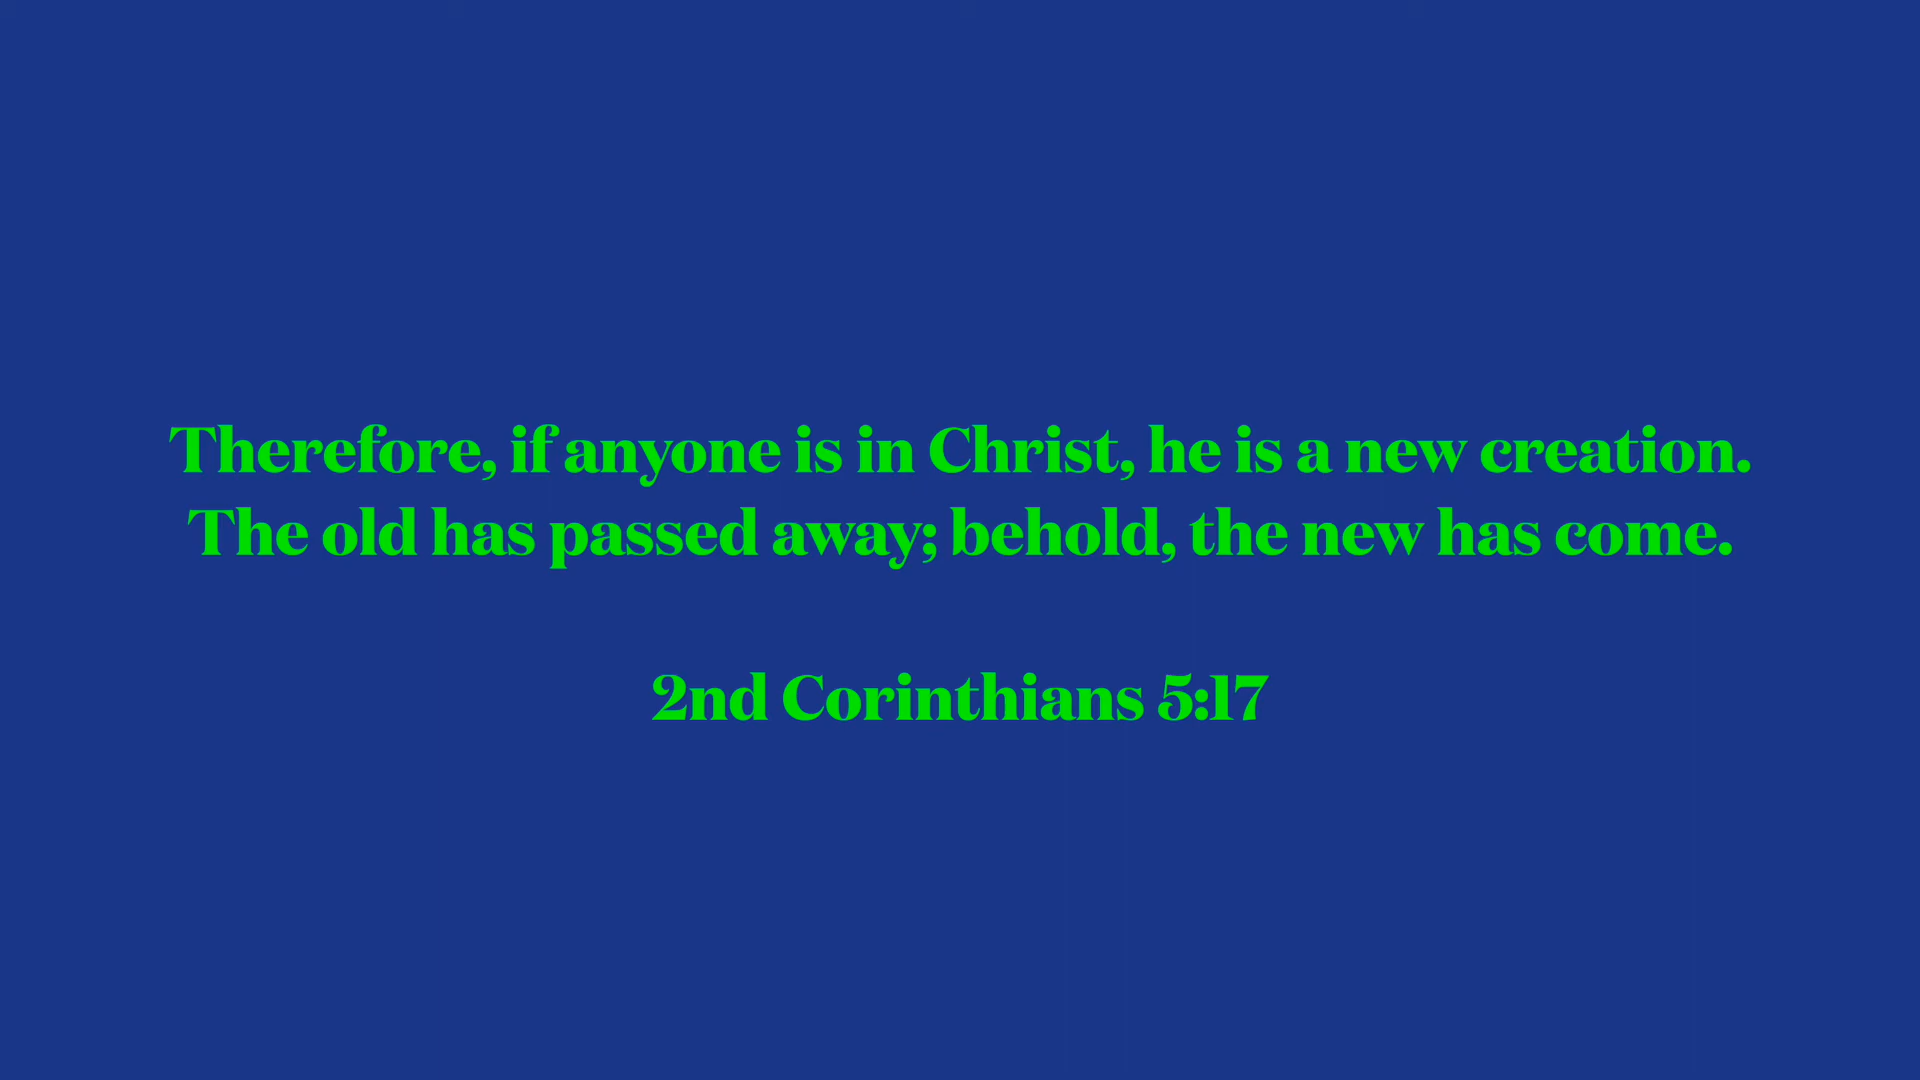 Therefore, if anyone is in Christ, he is a new creation.
The old has passed away; behold, the new has come.
2nd Corinthians 5:17